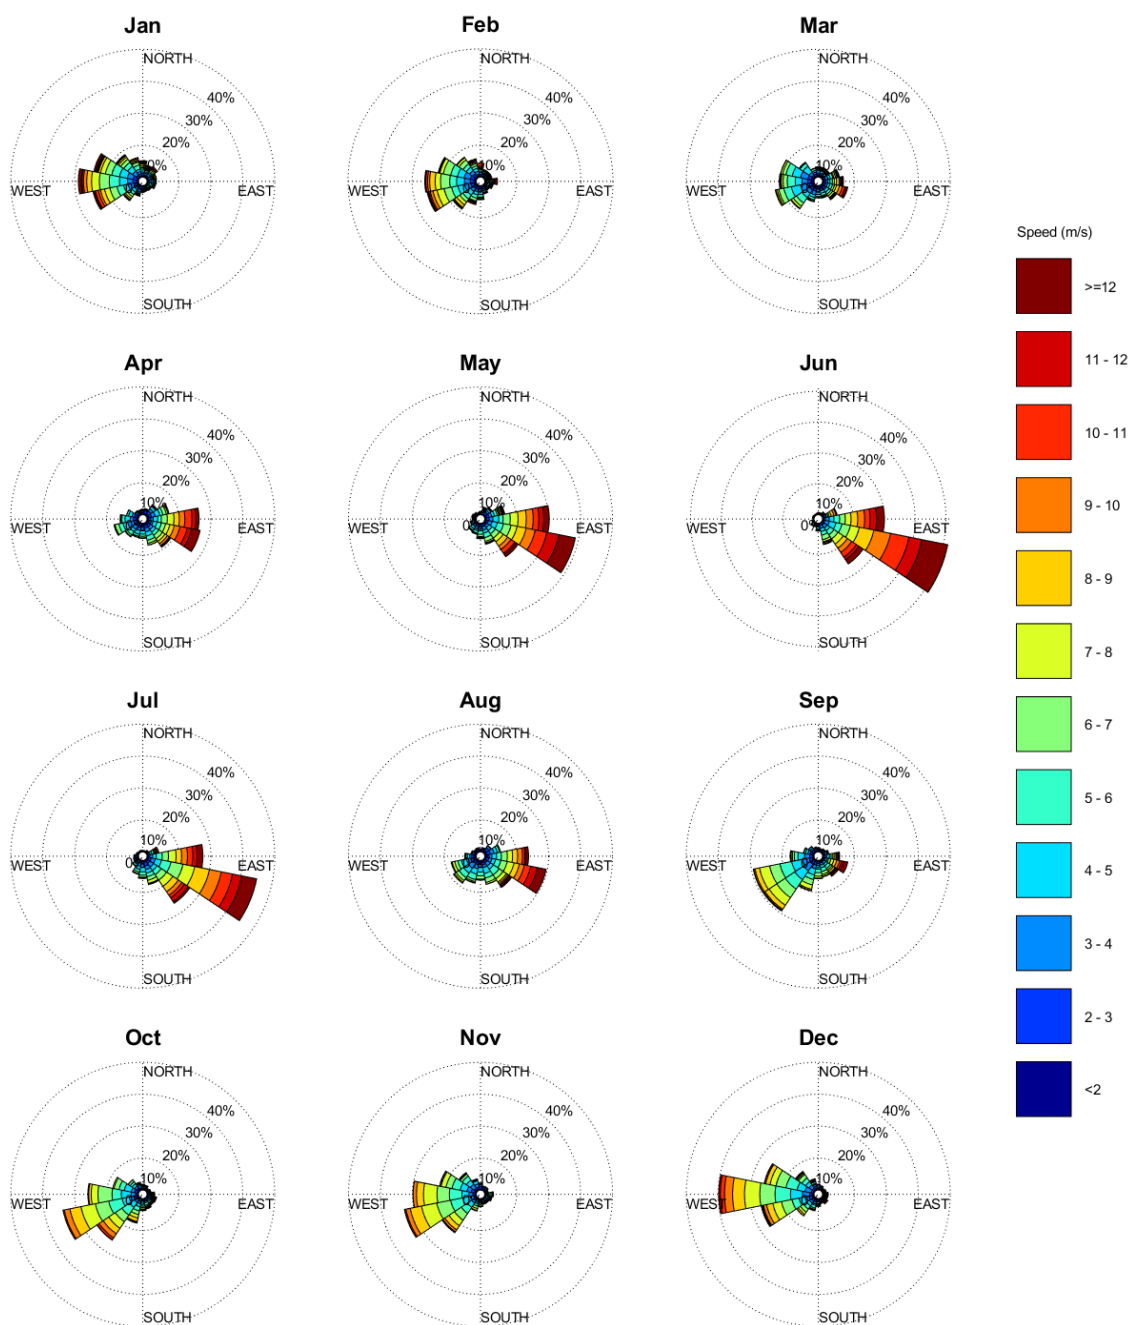 Jan
NORTH
40%
30%
20%
10%
WEST
EAST
SOUTH
Feb
NORTH
40%
30%
20%
10%
WEST
EAST
SOUTH
Mar
NORTH
40%
30%
20%
10%
WEST
EAST
SOUTH
Apr
NORTH
40%
30%
20%
10%
WEST
EAST
SOUTH
May
NORTH
40%
30%
20%
10%
0%
WEST
EAST
SOUTH
Jun
NORTH
40%
30%
20%
10%
0%
WEST
EAST
SOUTH
Jul
NORTH
40%
30%
20%
10%
0%
WEST
EAST
SOUTH
Aug
NORTH
40%
30%
20%
10%
WEST
EAST
SOUTH
Sep
NORTH
40%
30%
20%
10%
WEST
EAST
SOUTH
Oct
NORTH
40%
30%
20%
10%
WEST
EAST
SOUTH
Nov
NORTH
40%
30%
20%
10%
WEST
EAST
SOUTH
Dec
NORTH
40%
30%
20%
10%
WEST
EAST
SOUTH
Speed (m/s)
>=12
11 - 12
10 - 11
9 - 10
8 - 9
7 - 8
6 - 7
5 - 6
4 - 5
3 - 4
2 - 3
<2